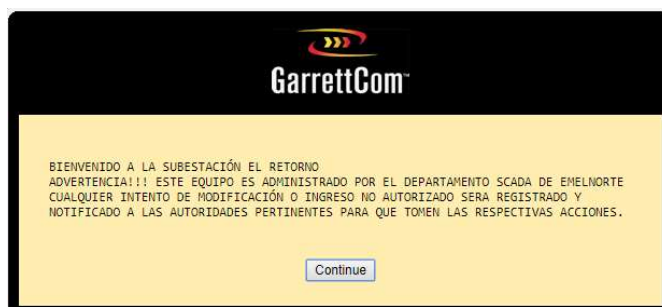 GarrettCom™
BIENVENIDO A LA SUBESTACIÓN EL RETORNO
ADVERTENCIA!!! ESTE EQUIPO ES ADMINISTRADO POR EL DEPARTAMENTO SCADA DE EMELNORTE
CUALQUIER INTENTO DE MODIFICACIÓN O INGRESO NO AUTORIZADO SERA REGISTRADO Y
NOTIFICADO A LAS AUTORIDADES PERTINENTES PARA QUE TOMEN LAS RESPECTIVAS ACCIONES.
Continue